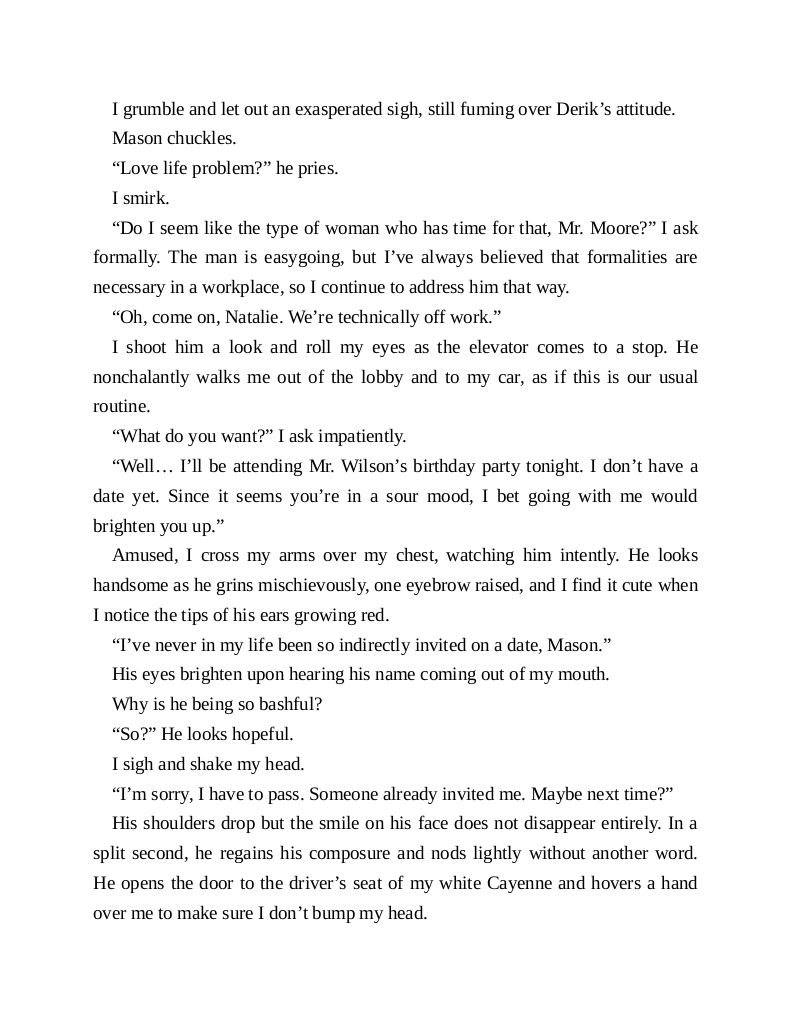 I grumble and let out an exasperated sigh, still fuming over Derik’s attitude.
Mason chuckles.
“Love life problem?” he pries.
I smirk.
“Do I seem like the type of woman who has time for that, Mr. Moore?” I ask
formally. The man is easygoing, but I’ve always believed that formalities are
necessary in a workplace, so I continue to address him that way.
“Oh, come on, Natalie. We’re technically off work.”
I shoot him a look and roll my eyes as the elevator comes to a stop. He
nonchalantly walks me out of the lobby and to my car, as if this is our usual
routine.
“What do you want?” I ask impatiently.
“Well… I’ll be attending Mr. Wilson’s birthday party tonight. I don’t have a
date yet. Since it seems you’re in a sour mood, I bet going with me would
brighten you up.”
Amused, I cross my arms over my chest, watching him intently. He looks
handsome as he grins mischievously, one eyebrow raised, and I find it cute when
I notice the tips of his ears growing red.
“I’ve never in my life been so indirectly invited on a date, Mason.”
His eyes brighten upon hearing his name coming out of my mouth.
Why is he being so bashful?
“So?” He looks hopeful.
I sigh and shake my head.
“I’m sorry, I have to pass. Someone already invited me. Maybe next time?”
His shoulders drop but the smile on his face does not disappear entirely. In a
split second, he regains his composure and nods lightly without another word.
He opens the door to the driver’s seat of my white Cayenne and hovers a hand
over me to make sure I don’t bump my head.